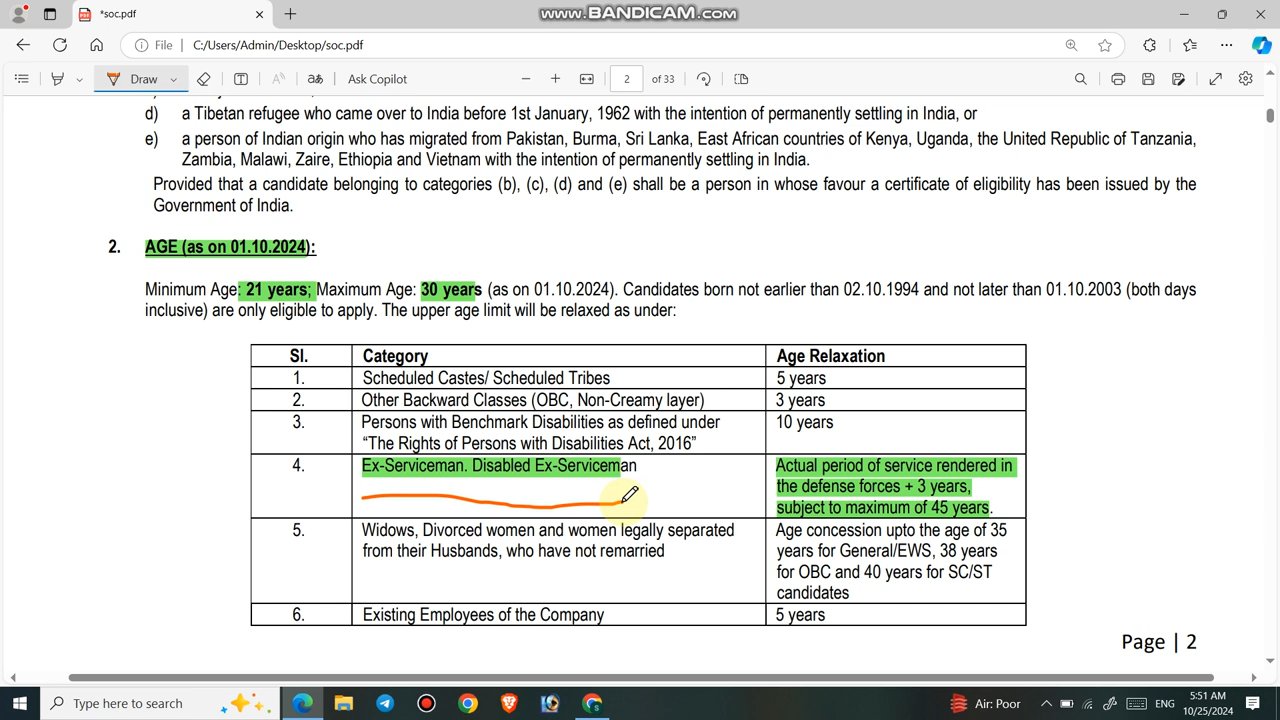 *soc.pdf
www.BANDICAM.com
File
C:/Users/Admin/Desktop/soc.pdf
Draw
Ask Copilot
2
of 33
d) a Tibetan refugee who came over to India before 1st January, 1962 with the intention of permanently settling in India, or
e) a person of Indian origin who has migrated from Pakistan, Burma, Sri Lanka, East African countries of Kenya, Uganda, the United Republic of Tanzania,
Zambia, Malawi, Zaire, Ethiopia and Vietnam with the intention of permanently settling in India.
Provided that a candidate belonging to categories (b), (c), (d) and (e) shall be a person in whose favour a certificate of eligibility has been issued by the
Government of India.
2. AGE (as on 01.10.2024):
Minimum Age: 21 years; Maximum Age: 30 years (as on 01.10.2024). Candidates born not earlier than 02.10.1994 and not later than 01.10.2003 (both days
inclusive) are only eligible to apply. The upper age limit will be relaxed as under:
Sl. Category Age Relaxation
1. Scheduled Castes/ Scheduled Tribes 5 years
2. Other Backward Classes (OBC, Non-Creamy layer) 3 years
3. Persons with Benchmark Disabilities as defined under 10 years
“The Rights of Persons with Disabilities Act, 2016”
4. Ex-Serviceman. Disabled Ex-Serviceman Actual period of service rendered in
the defense forces + 3 years,
subject to maximum of 45 years.
5. Widows, Divorced women and women legally separated Age concession upto the age of 35
from their Husbands, who have not remarried years for General/EWS, 38 years
for OBC and 40 years for SC/ST
candidates
6. Existing Employees of the Company 5 years
Page | 2
Type here to search
Air: Poor
ENG
5:51 AM
10/25/2024